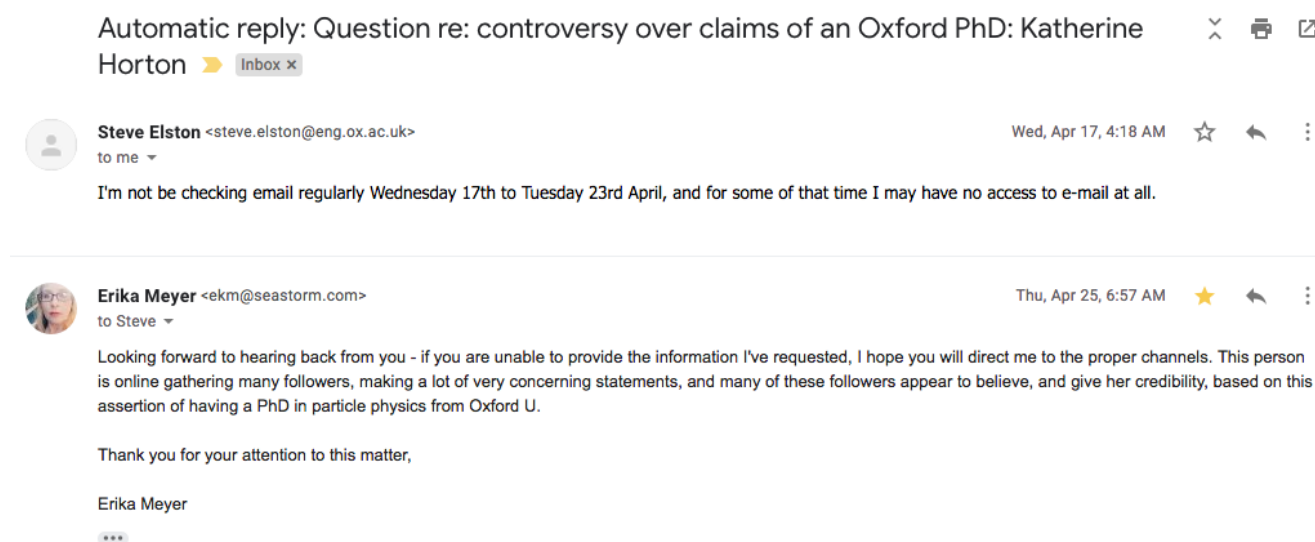 Automatic reply: Question re: controversy over claims of an Oxford PhD: Katherine
Horton Inbox ×
Steve Elston <steve.elston@eng.ox.ac.uk> Wed, Apr 17, 4:18 AM
to me
I'm not be checking email regularly Wednesday 17th to Tuesday 23rd April, and for some of that time I may have no access to e-mail at all.
Erika Meyer <ekm@seastorm.com> Thu, Apr 25, 6:57 AM
to Steve
Looking forward to hearing back from you - if you are unable to provide the information I've requested, I hope you will direct me to the proper channels. This person
is online gathering many followers, making a lot of very concerning statements, and many of these followers appear to believe, and give her credibility, based on this
assertion of having a PhD in particle physics from Oxford U.
Thank you for your attention to this matter,
Erika Meyer